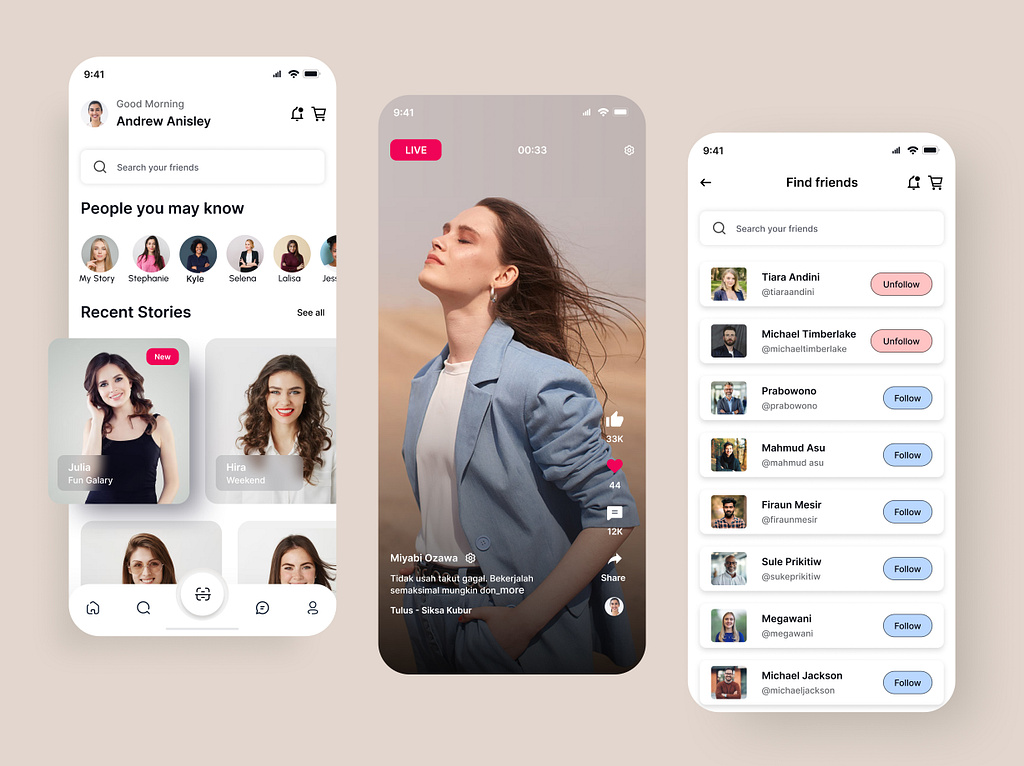 9:41
Good Morning
Andrew Anisley
Search your friends
People you may know
My Story
Stephanie
Kyle
Selena
Lalisa
Jess
Recent Stories
See all
New
Julia
Fun Galary
Hira
Weekend
9:41
LIVE
00:33
33K
44
12K
Miyabi Ozawa
Share
Tidak usah takut gagal. Bekerjalah
semaksimal mungkin don_more
Tulus - Siksa Kubur
9:41
Find friends
Search your friends
Tiara Andini
@tiaraandini
Unfollow
Michael Timberlake
@michaeltimberlake
Unfollow
Prabowono
@prabowono
Follow
Mahmud Asu
@mahmud asu
Follow
Firaun Mesir
@firaunmesir
Follow
Sule Prikitiw
@sukeprikitiw
Follow
Megawani
@megawani
Follow
Michael Jackson
@michaeljackson
Follow